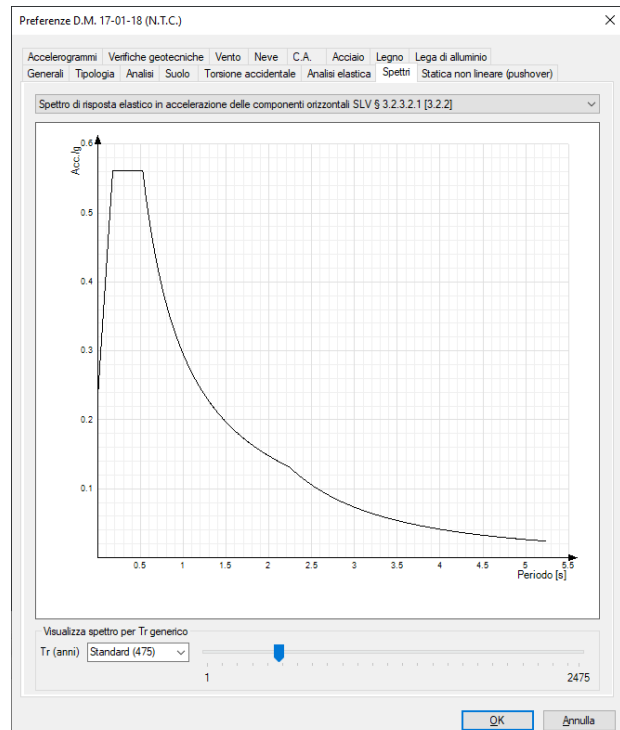 Preferenze D.M. 17-01-18 (N.T.C.)
Accelerogrammi Verifiche geotecniche Vento Neve C.A. Acciaio Legno Lega di alluminio
Generali Tipologia Analisi Suolo Torsione accidentale Analisi elastica Spettri Statica non lineare (pushover)
Spettro di risposta elastico in accelerazione delle componenti orizzontali SLV § 3.2.3.2.1 [3.2.2]
Acc./g
0.6
0.5
0.4
0.3
0.2
0.1
0.5 1 1.5 2 2.5 3 3.5 4 4.5 5 5.5
Periodo [s]
Visualizza spettro per Tr generico
Tr (anni) Standard (475)
1 2475
OK Annulla